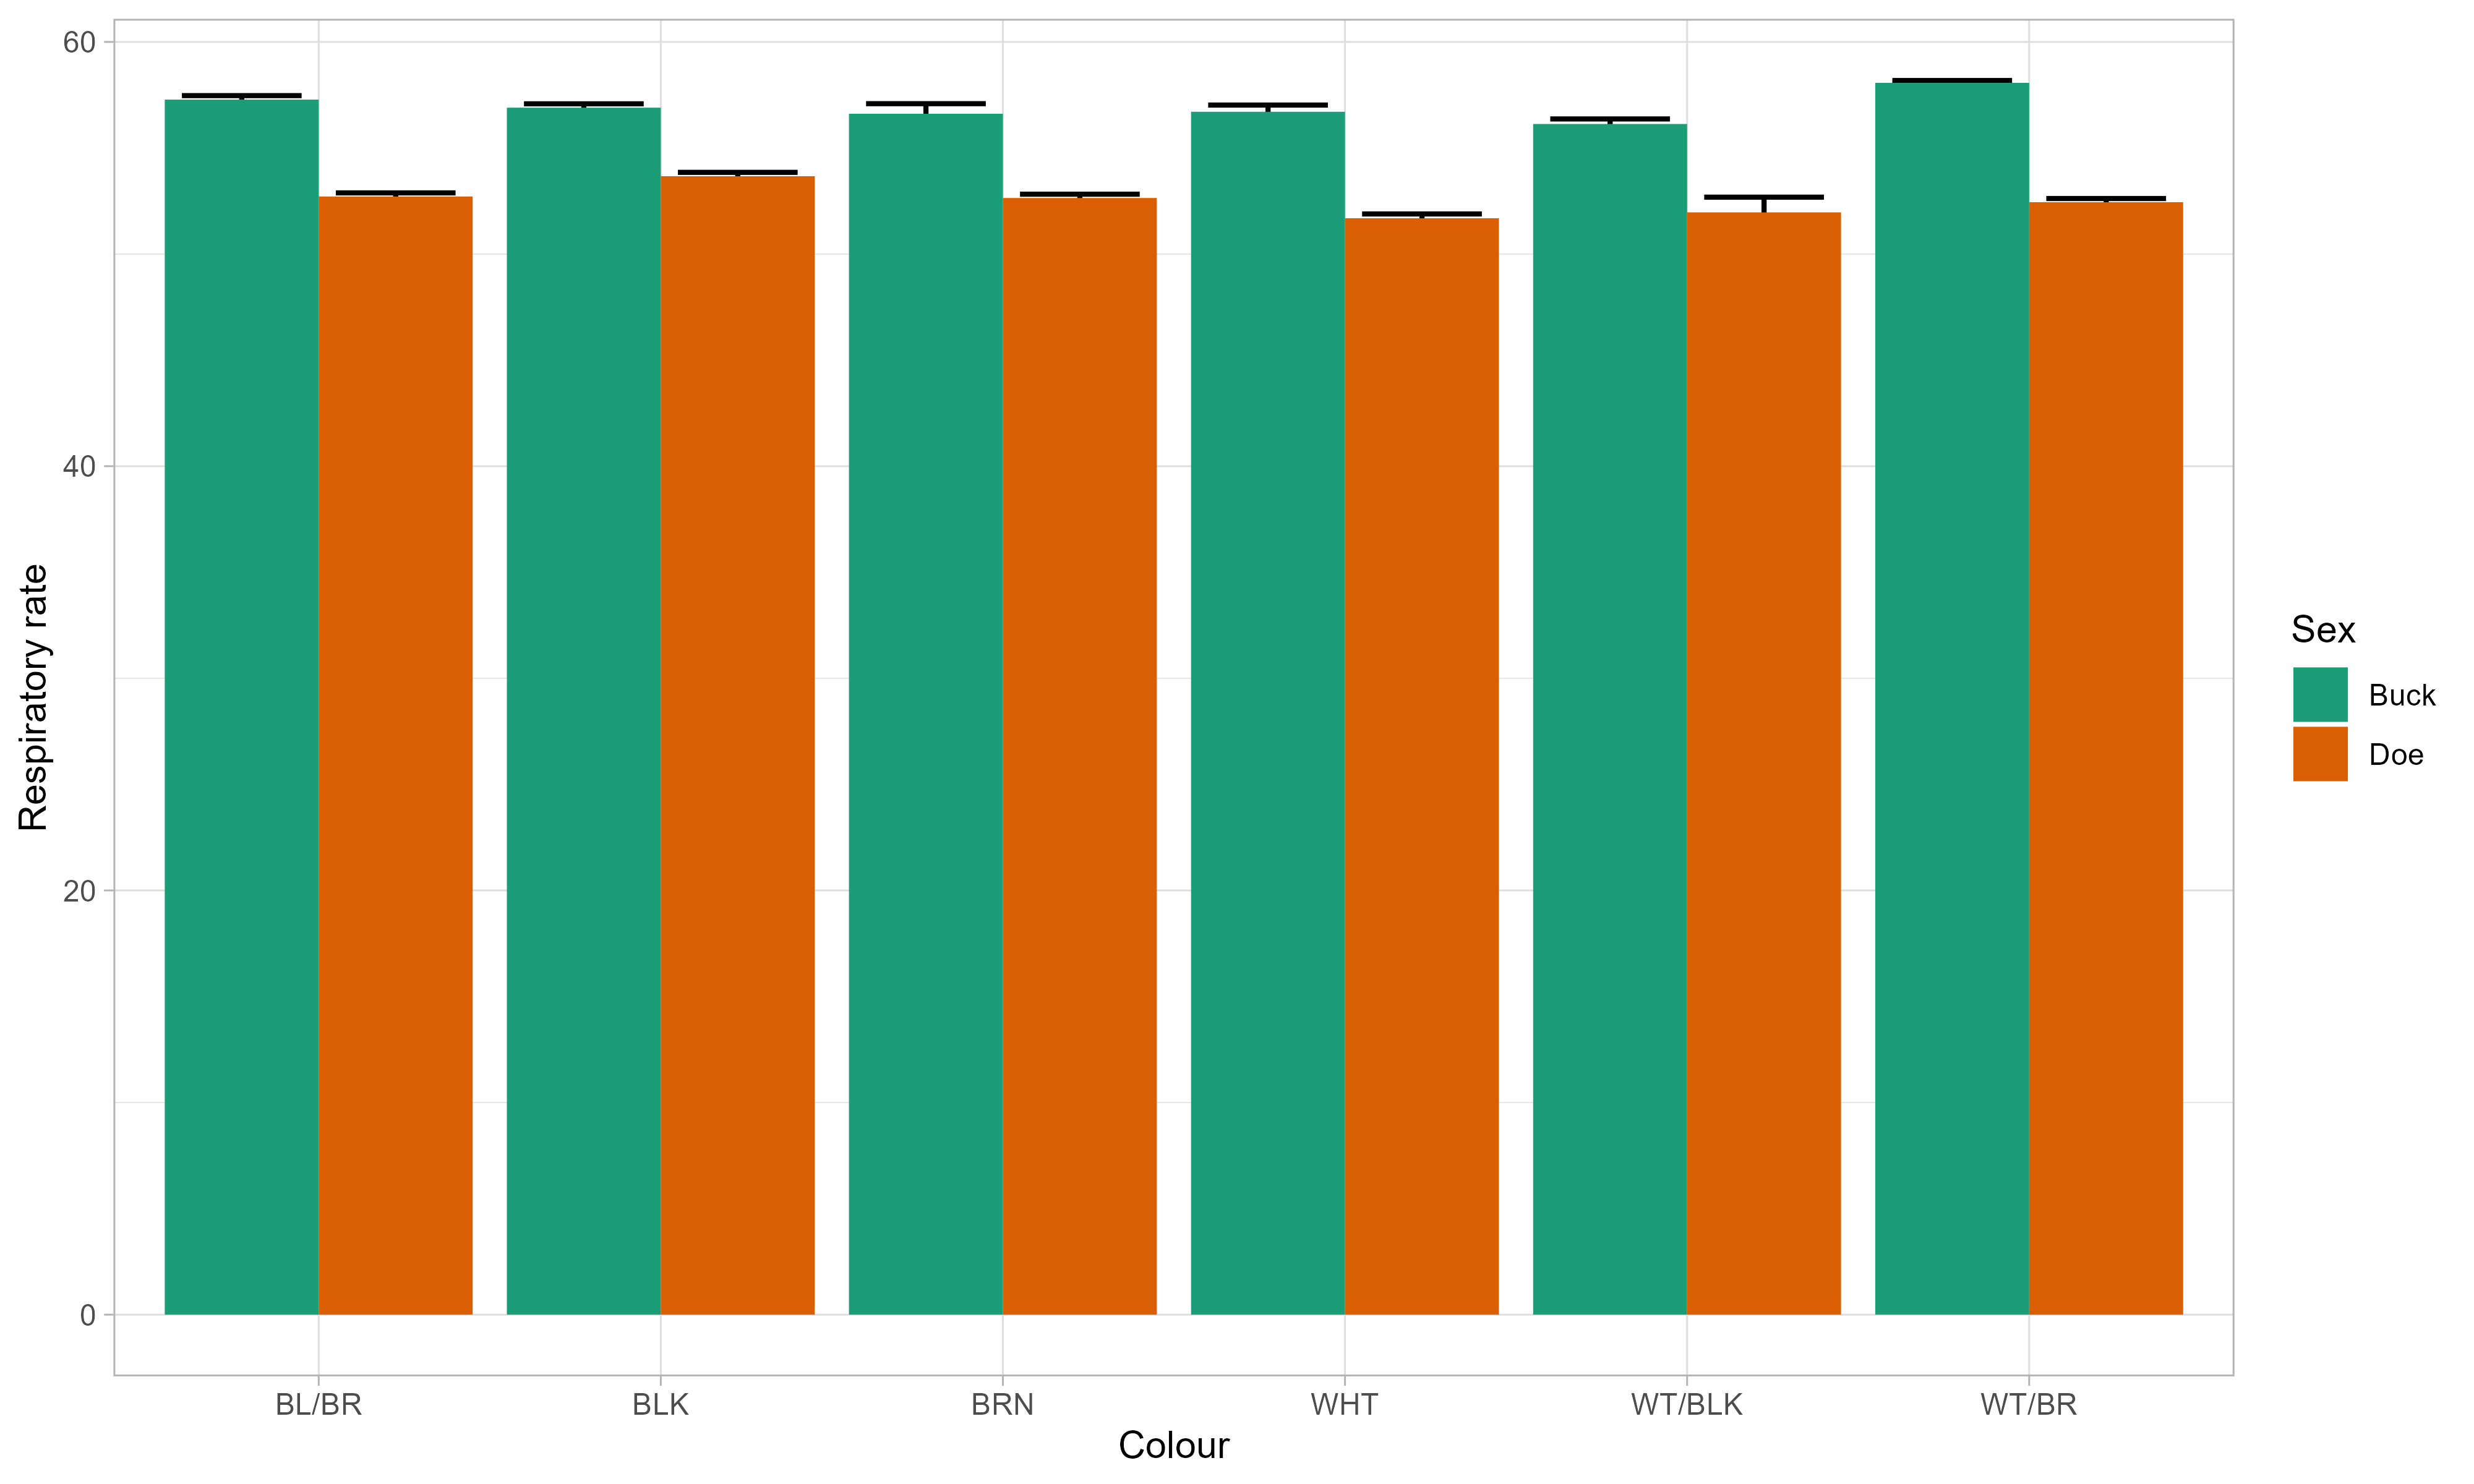 60
40
20
0
Respiratory rate
BL/BR
BLK
BRN
WHT
WT/BLK
WT/BR
Colour
Sex
Buck
Doe